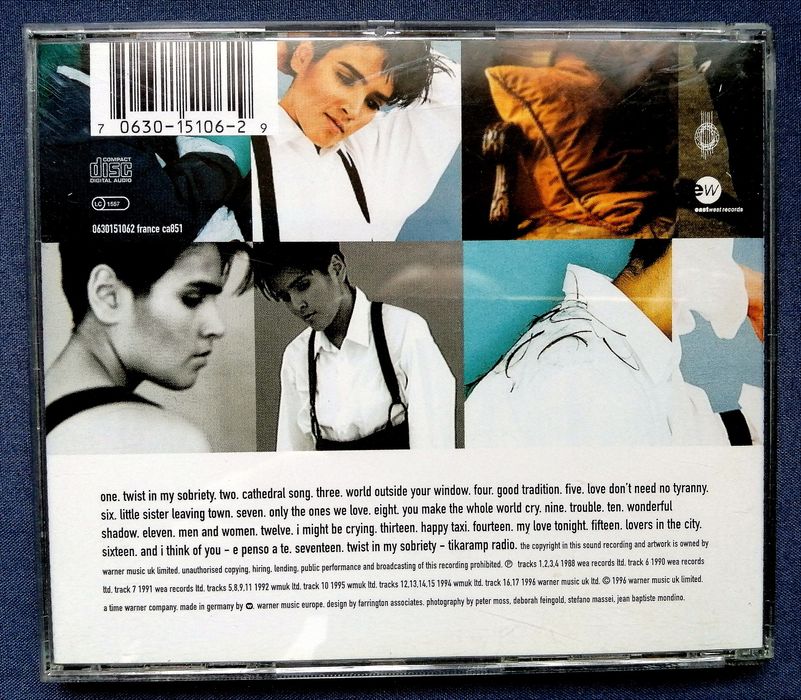 7 0630-15106-2 9
COMPACT
disc
DIGITAL AUDIO
LC 1557
0630151062 france ca851
ew
eastwest records
one. twist in my sobriety. two. cathedral song. three. world outside your window. four. good tradition. five. love don't need no tyranny.
six. little sister leaving town. seven. only the ones we love. eight. you make the whole world cry. nine. trouble. ten. wonderful
shadow. eleven. men and women. twelve. i might be crying. thirteen. happy taxi. fourteen. my love tonight. fifteen. lovers in the city.
sixteen. and i think of you – e penso a te. seventeen. twist in my sobriety – tikaramp radio. the copyright in this sound recording and artwork is owned by
warner music uk limited. unauthorised copying, hiring, lending, public performance and broadcasting of this recording prohibited. ℗ tracks 1,2,3,4 1988 wea records ltd. track 6 1990 wea records
ltd. track 7 1991 wea records ltd. tracks 5,8,9,11 1992 wmuk ltd. track 10 1995 wmuk ltd. tracks 12,13,14,15 1994 wmuk ltd. track 16,17 1996 warner music uk ltd. © 1996 warner music uk limited.
a time warner company. made in germany by warner music europe. design by farrington associates. photography by peter moss, deborah feingold, stefano massei, jean baptiste mondino.